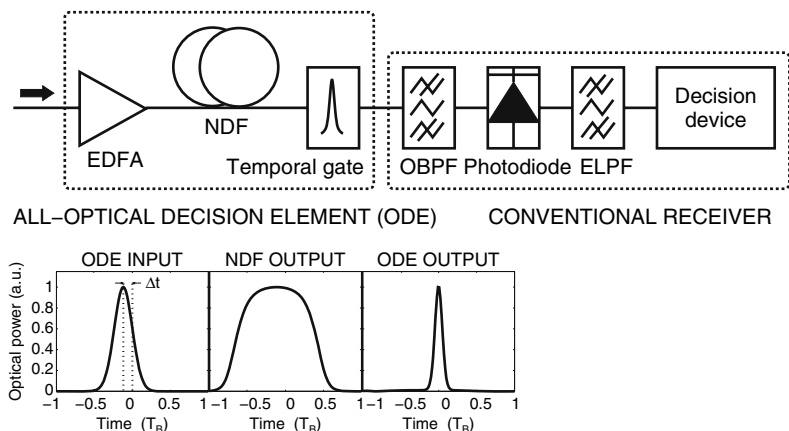 EDFA
NDF
Temporal gate
OBPF Photodiode ELPF
Decision device
ALL–OPTICAL DECISION ELEMENT (ODE) CONVENTIONAL RECEIVER
ODE INPUT NDF OUTPUT ODE OUTPUT
Optical power (a.u.)
1
0.8
0.6
0.4
0.2
0
Δt
−1 −0.5 0 0.5 1 −1 −0.5 0 0.5 1 −1 −0.5 0 0.5 1
Time (T_B) Time (T_B) Time (T_B)